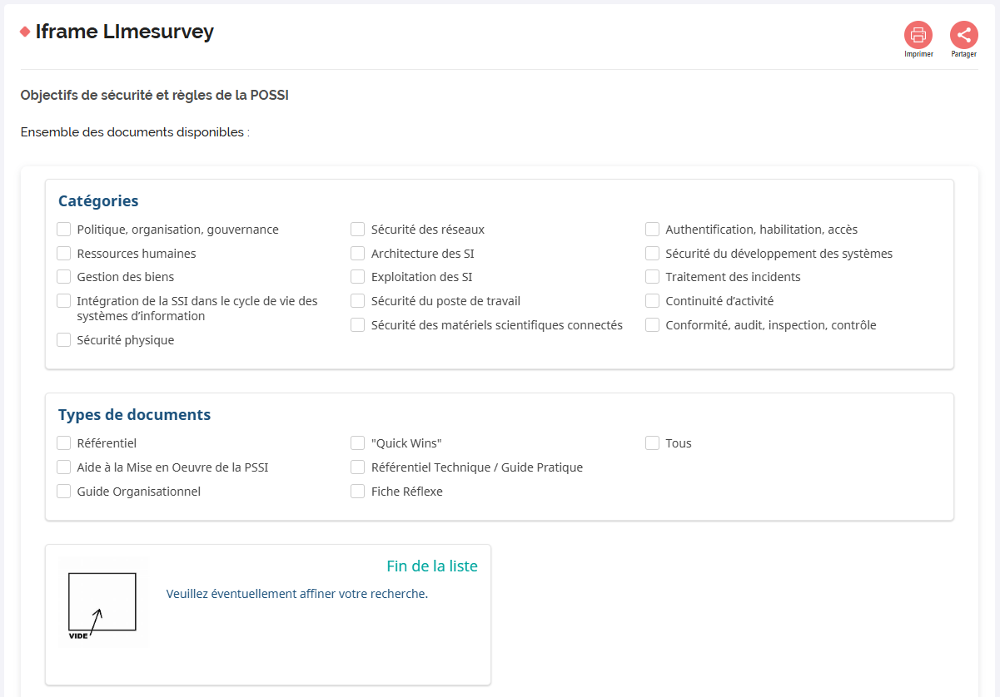 Iframe LImesurvey
Imprimer
Partager
Objectifs de sécurité et règles de la POSSI
Ensemble des documents disponibles :
Catégories
Politique, organisation, gouvernance
Ressources humaines
Gestion des biens
Intégration de la SSI dans le cycle de vie des
systèmes d’information
Sécurité physique
Sécurité des réseaux
Architecture des SI
Exploitation des SI
Sécurité du poste de travail
Sécurité des matériels scientifiques connectés
Authentification, habilitation, accès
Sécurité du développement des systèmes
Traitement des incidents
Continuité d’activité
Conformité, audit, inspection, contrôle
Types de documents
Référentiel
Aide à la Mise en Oeuvre de la PSSI
Guide Organisationnel
"Quick Wins"
Référentiel Technique / Guide Pratique
Fiche Réflexe
Tous
Fin de la liste
Veuillez éventuellement affiner votre recherche.
VIDE